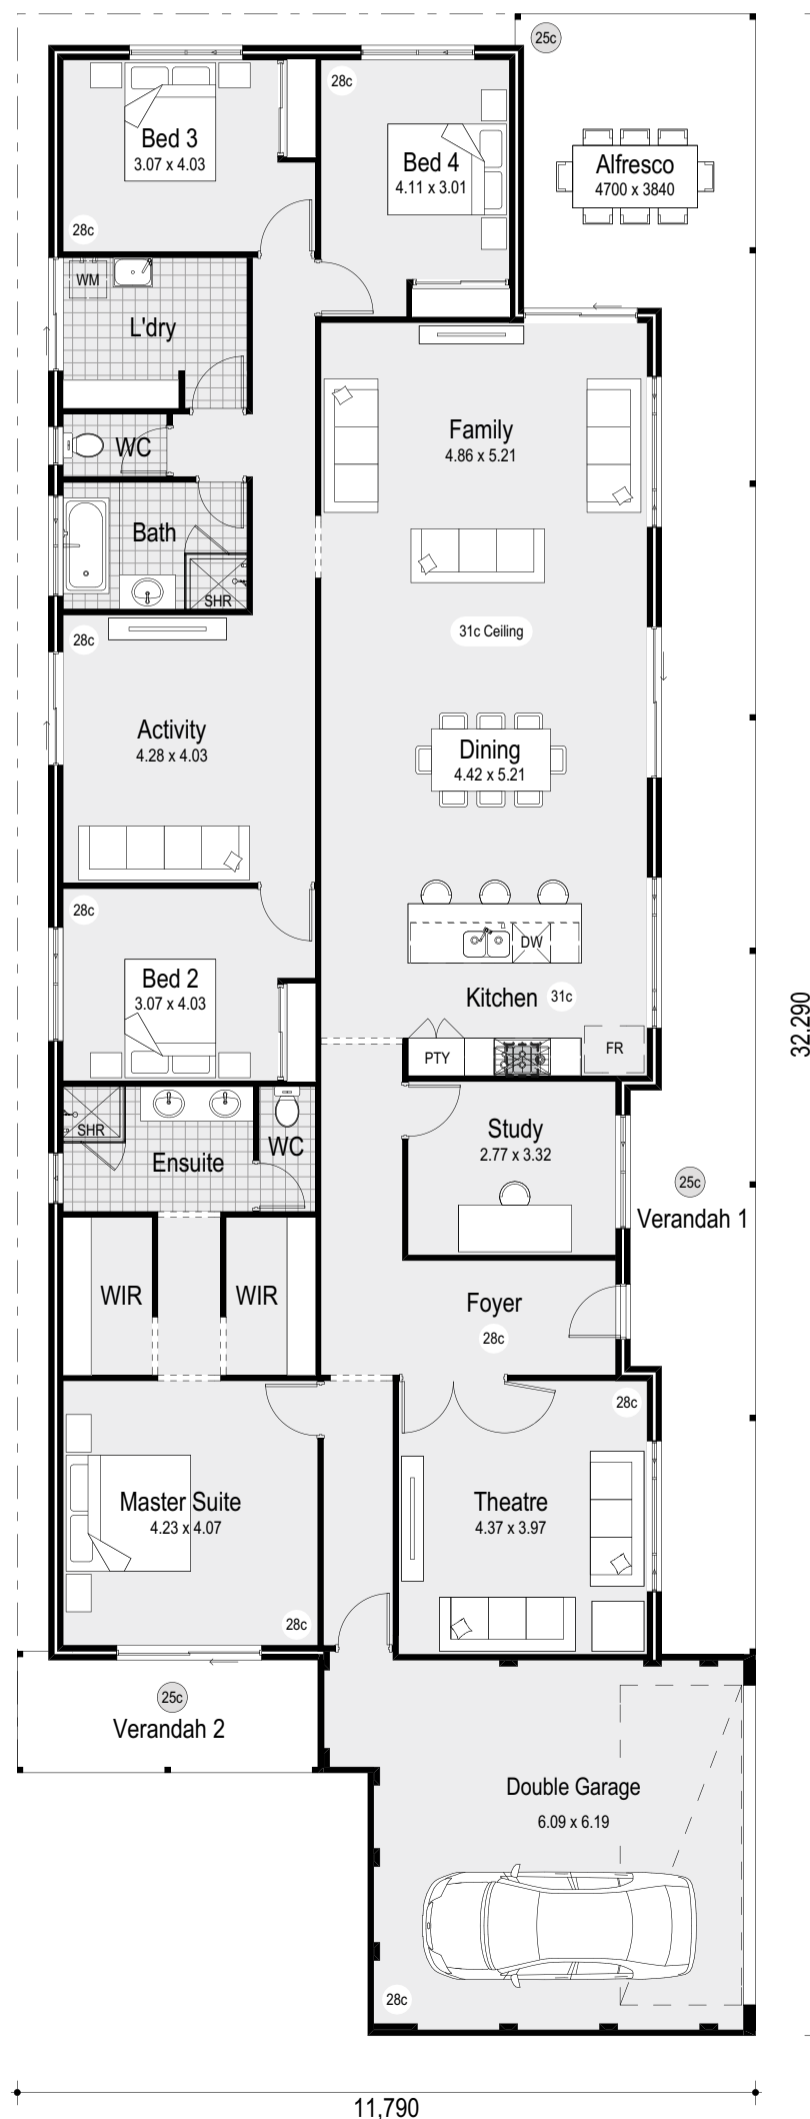 25c
28c
Bed 3
3.07 x 4.03
28c
Bed 4
4.11 x 3.01
Alfresco
4700 x 3840
WM
L'dry
WC
Bath
SHR
Family
4.86 x 5.21
31c Ceiling
28c
Activity
4.28 x 4.03
Dining
4.42 x 5.21
28c
Bed 2
3.07 x 4.03
DW
Kitchen
31c
PTY
FR
32,290
SHR
Ensuite
WC
Study
2.77 x 3.32
25c
Verandah 1
WIR
WIR
Foyer
28c
28c
Master Suite
4.23 x 4.07
28c
Theatre
4.37 x 3.97
25c
Verandah 2
Double Garage
6.09 x 6.19
28c
11,790